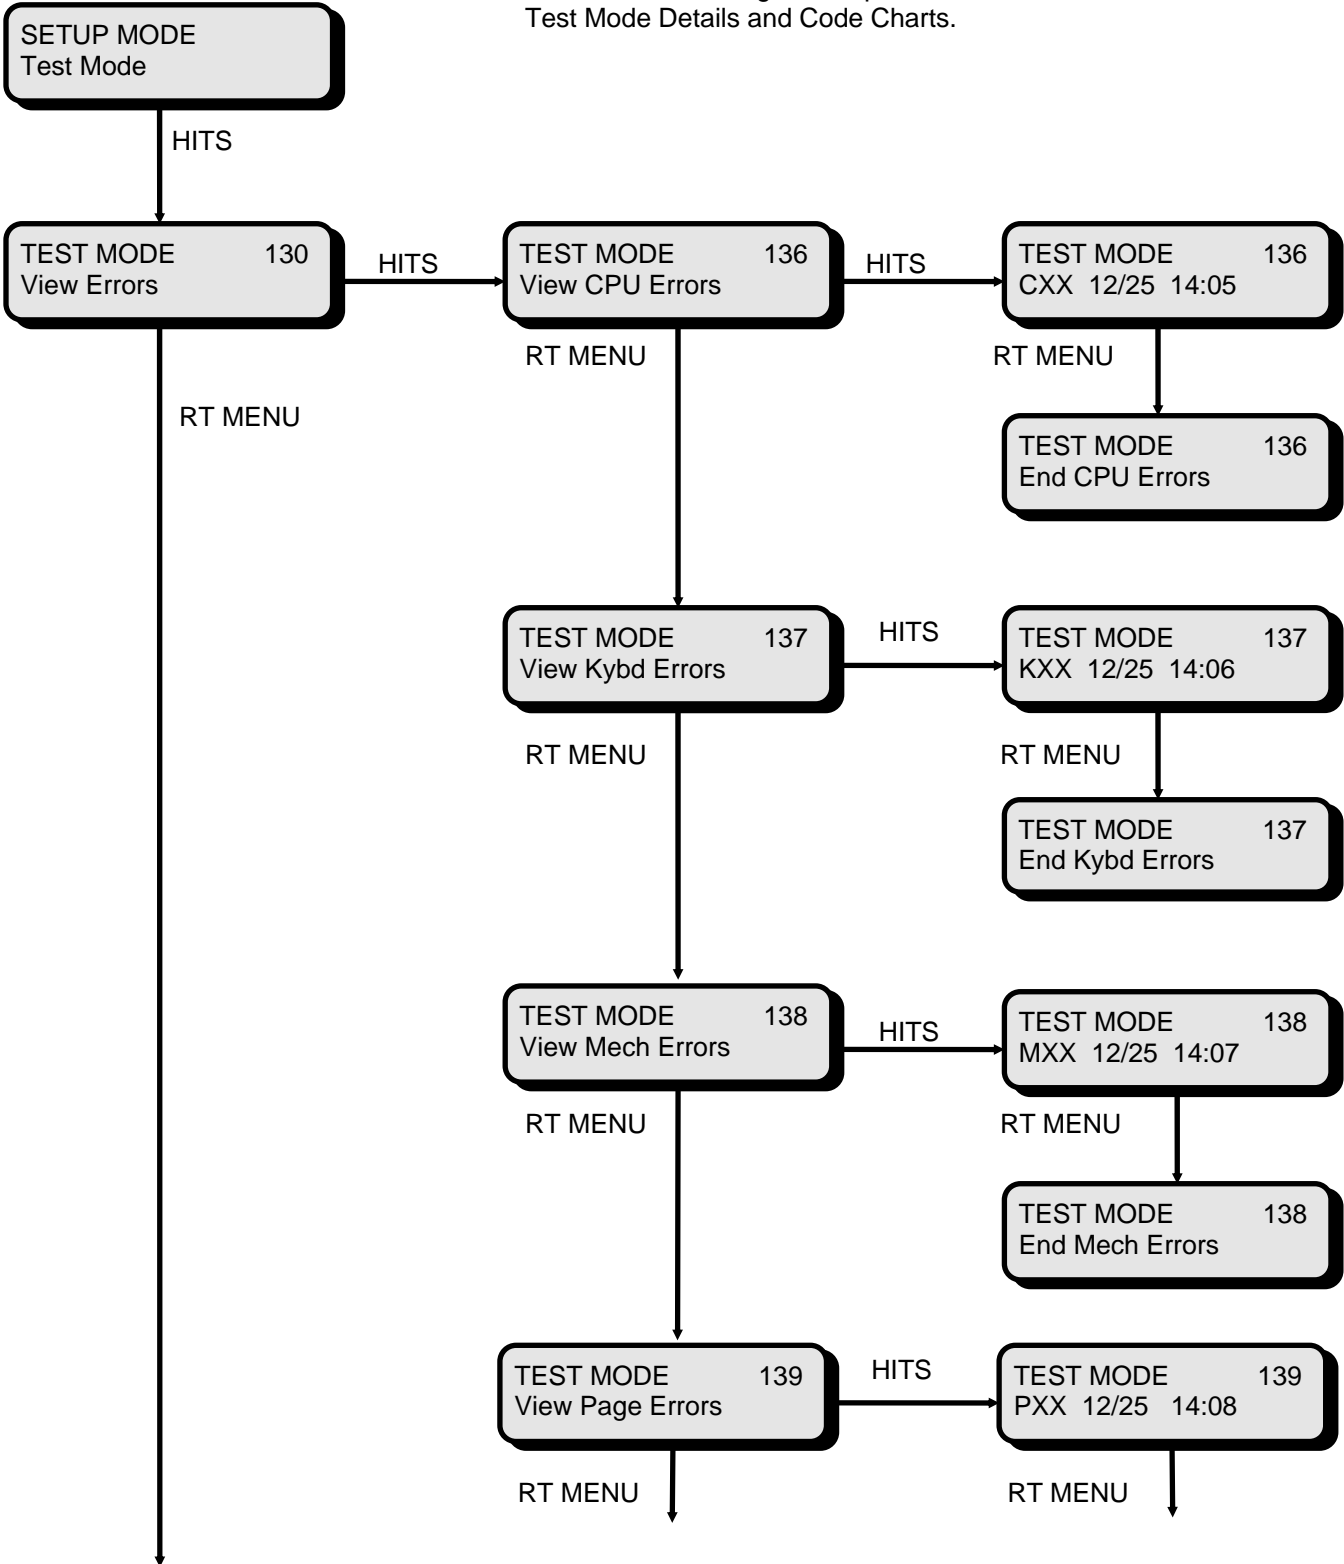 Test Mode Details and Code Charts.
SETUP MODE
Test Mode
HITS
TEST MODE 130
View Errors
HITS
TEST MODE 136
View CPU Errors
HITS
TEST MODE 136
CXX 12/25 14:05
RT MENU
RT MENU
RT MENU
TEST MODE 136
End CPU Errors
TEST MODE 137
View Kybd Errors
HITS
TEST MODE 137
KXX 12/25 14:06
RT MENU
RT MENU
TEST MODE 137
End Kybd Errors
TEST MODE 138
View Mech Errors
HITS
TEST MODE 138
MXX 12/25 14:07
RT MENU
RT MENU
TEST MODE 138
End Mech Errors
TEST MODE 139
View Page Errors
HITS
TEST MODE 139
PXX 12/25 14:08
RT MENU
RT MENU